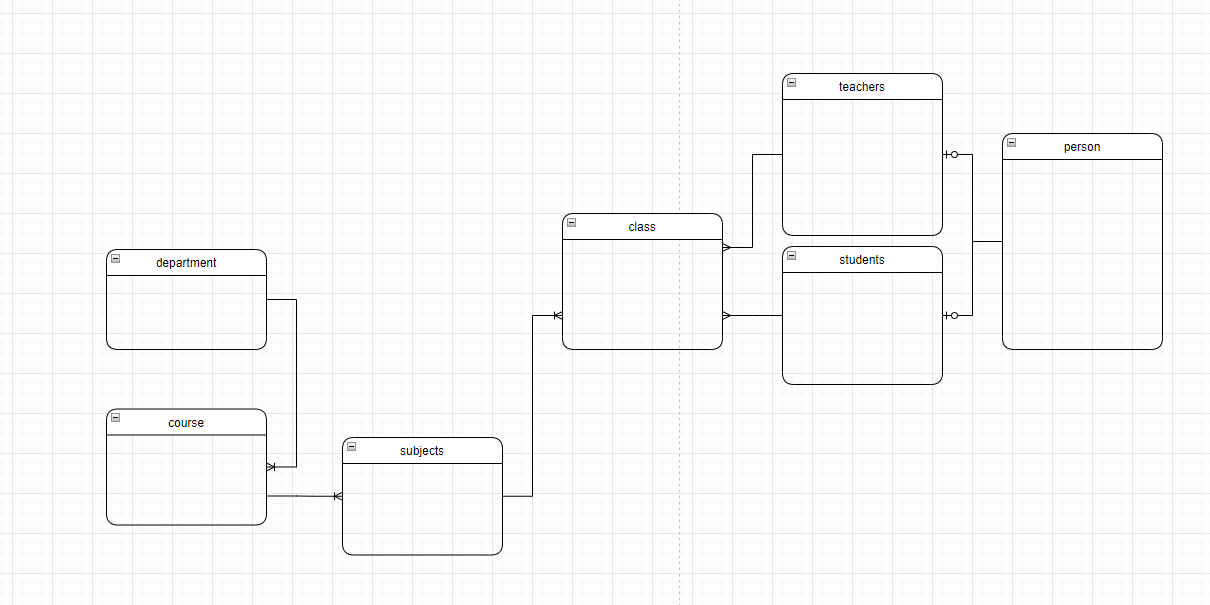 teachers
person
class
students
department
course
subjects